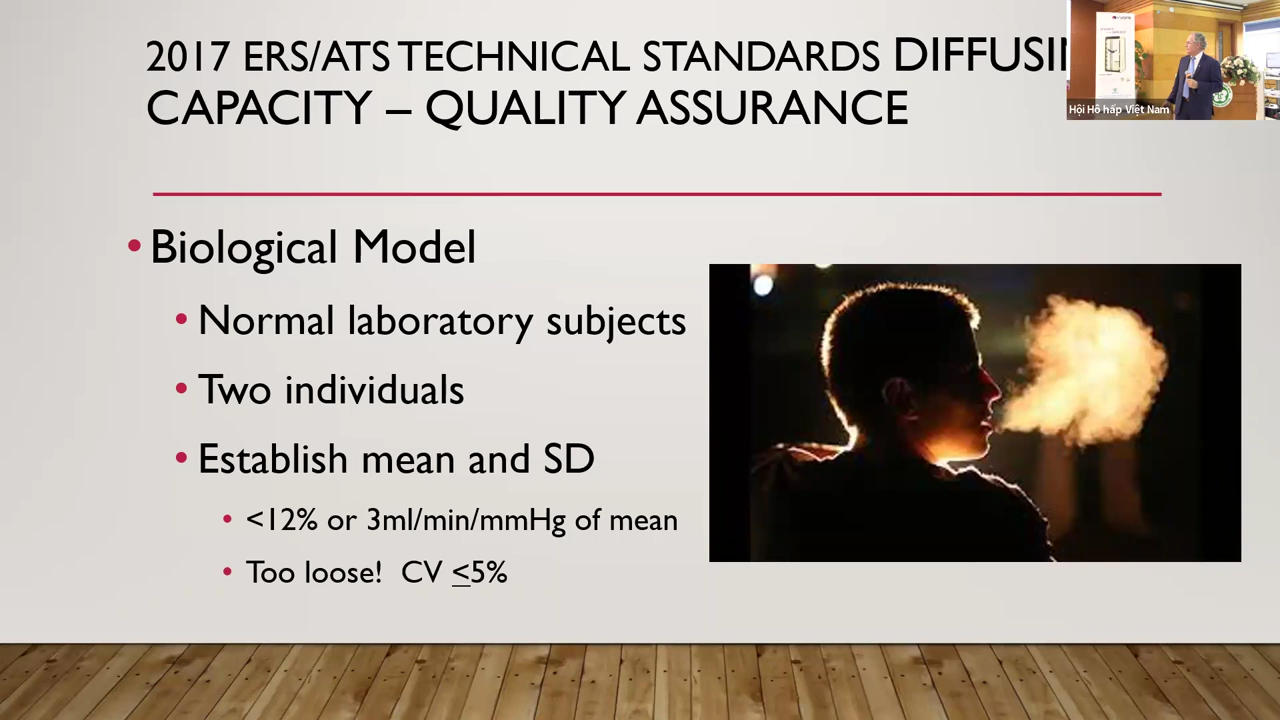 2017 ERS/ATS TECHNICAL STANDARDS
CAPACITY – QUALITY ASSURANCE
Hội Hô hấp Việt Nam
• Biological Model
• Normal laboratory subjects
• Two individuals
• Establish mean and SD
• <12% or 3ml/min/mmHg of mean
• Too loose! CV ≤5%